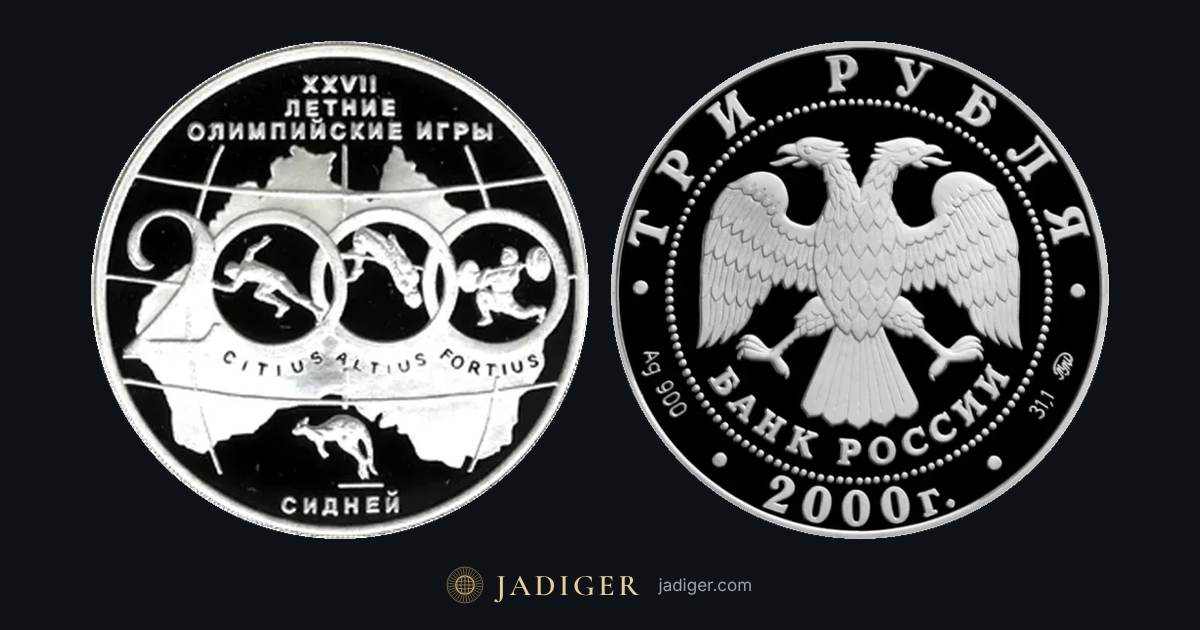 XXVII
ЛЕТНИЕ
ОЛИМПИЙСКИЕ ИГРЫ
2000
CITIUS ALTIUS FORTIUS
СИДНЕЙ
ТРИ РУБЛЯ
Ag 900
31,1
БАНК РОССИИ
2000г.
JADIGER jadiger.com